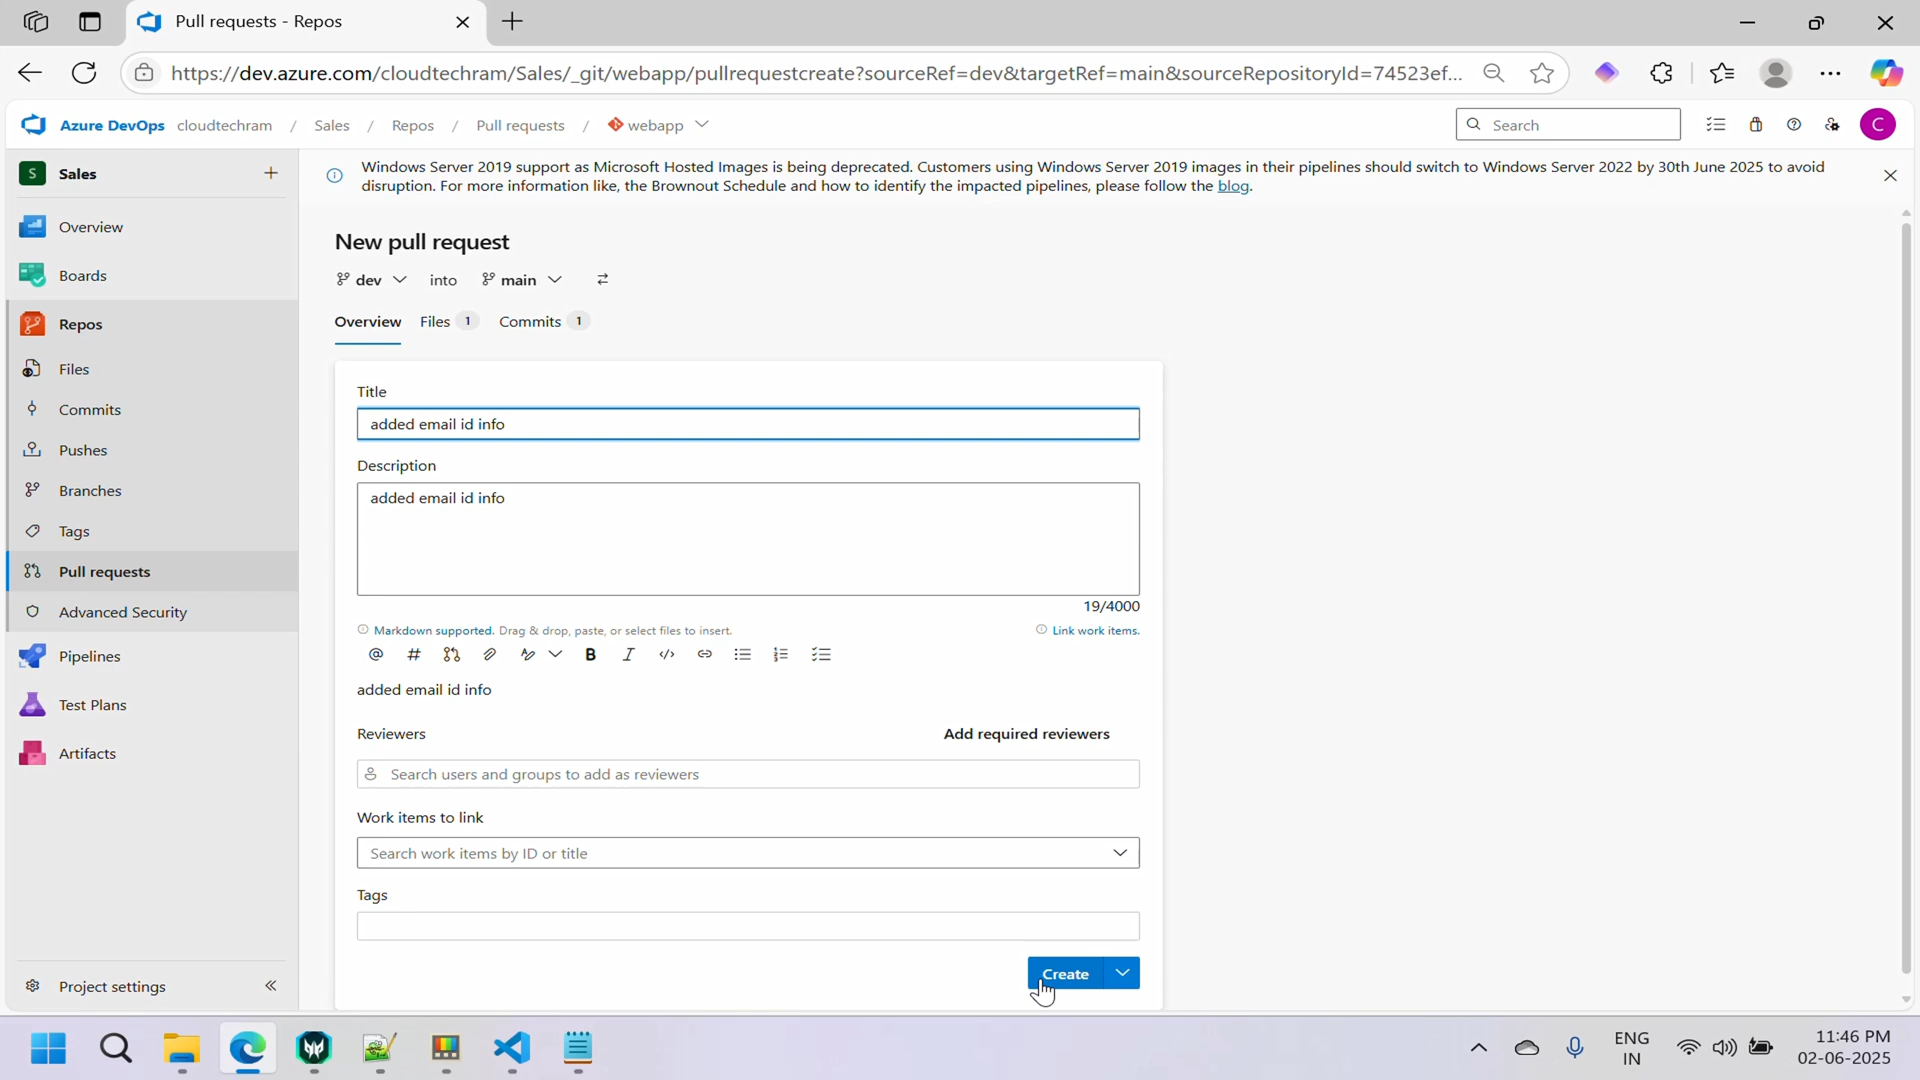 Pull requests - Repos
https://dev.azure.com/cloudtechram/Sales/_git/webapp/pullrequestcreate?sourceRef=dev&targetRef=main&sourceRepositoryId=74523ef...
Azure DevOps cloudtechram / Sales / Repos / Pull requests / webapp
Search
C
S Sales
Windows Server 2019 support as Microsoft Hosted Images is being deprecated. Customers using Windows Server 2019 images in their pipelines should switch to Windows Server 2022 by 30th June 2025 to avoid
disruption. For more information like, the Brownout Schedule and how to identify the impacted pipelines, please follow the blog.
Overview
Boards
Repos
Files
Commits
Pushes
Branches
Tags
Pull requests
Advanced Security
Pipelines
Test Plans
Artifacts
Project settings
New pull request
dev into main
Overview Files 1 Commits 1
Title
added email id info
Description
added email id info
19/4000
Markdown supported. Drag & drop, paste, or select files to insert.
Link work items.
added email id info
Reviewers
Add required reviewers
Search users and groups to add as reviewers
Work items to link
Search work items by ID or title
Tags
Create
ENG
IN
11:46 PM
02-06-2025